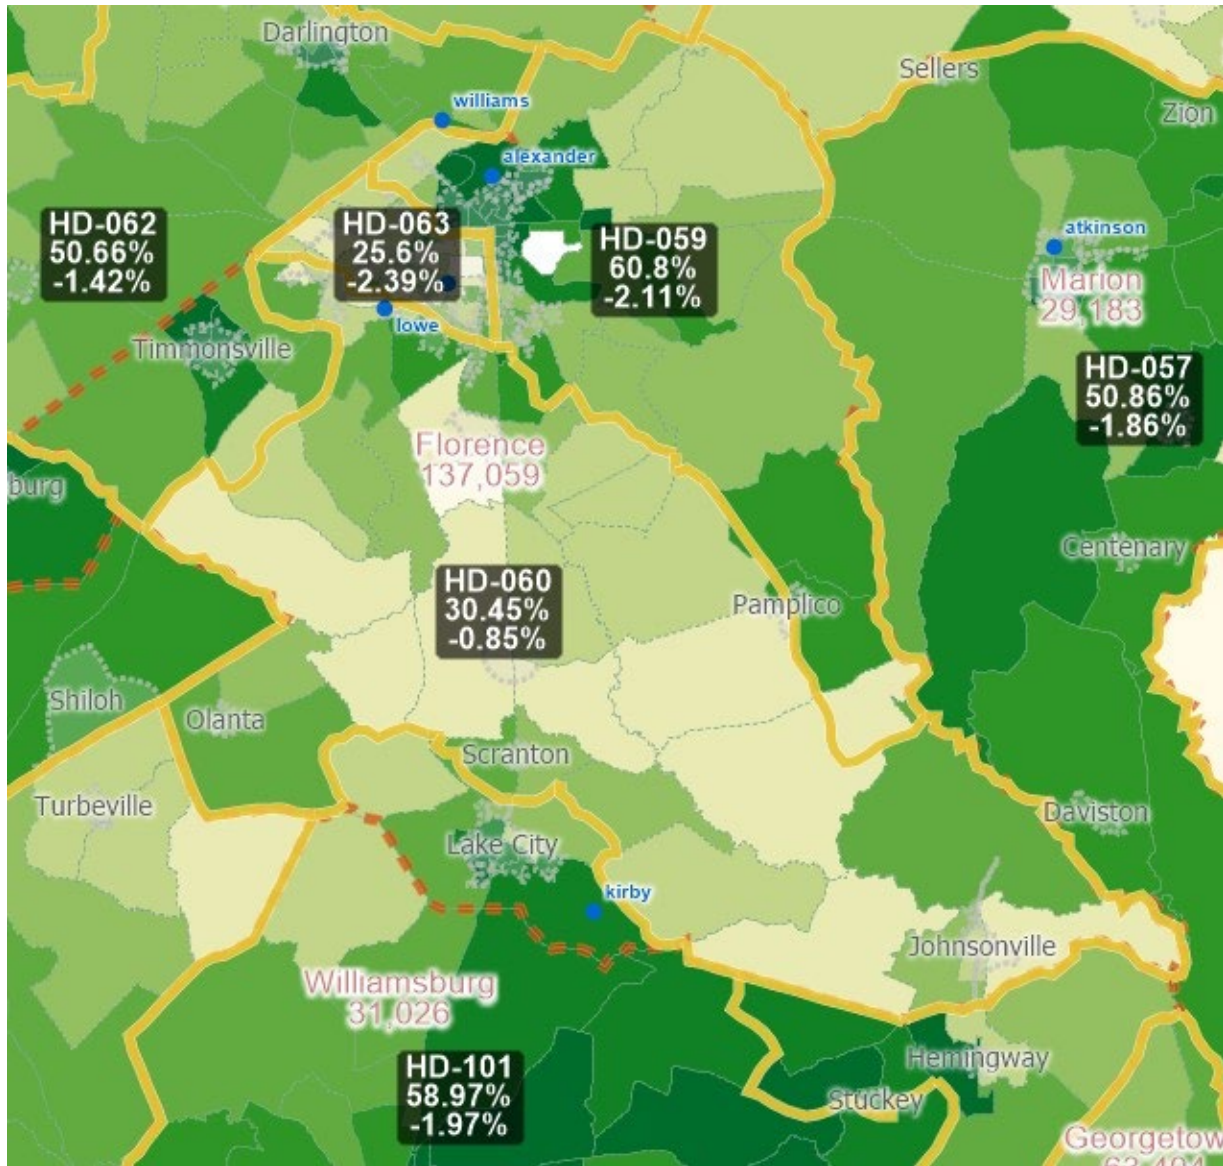 Darlington
Sellers
Zion
williams
alexander
HD-062
50.66%
-1.42%
HD-063
25.6%
-2.39%
HD-059
60.8%
-2.11%
atkinson
Marion
29,183
lowe
Timmonsville
HD-057
50.86%
-1.86%
Florence
137,059
burg
Centenary
HD-060
30.45%
-0.85%
Pamplico
Shiloh
Olanta
Scranton
Turbeville
Daviston
Lake City
kirby
Johnsonville
Williamsburg
31,026
Hemingway
HD-101
58.97%
-1.97%
Stuckey
Georgetow